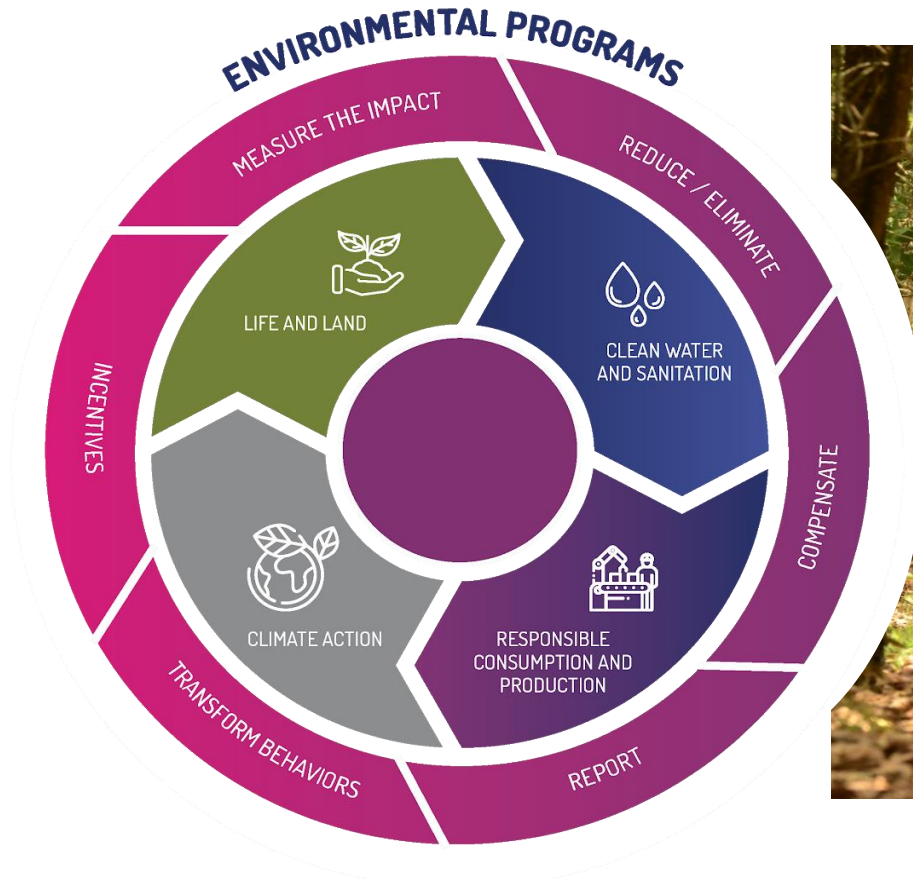 ENVIRONMENTAL PROGRAMS
MEASURE THE IMPACT
REDUCE / ELIMINATE
COMPENSATE
REPORT
TRANSFORM BEHAVIORS
INCENTIVES
LIFE AND LAND
CLEAN WATER
AND SANITATION
RESPONSIBLE
CONSUMPTION AND
PRODUCTION
CLIMATE ACTION